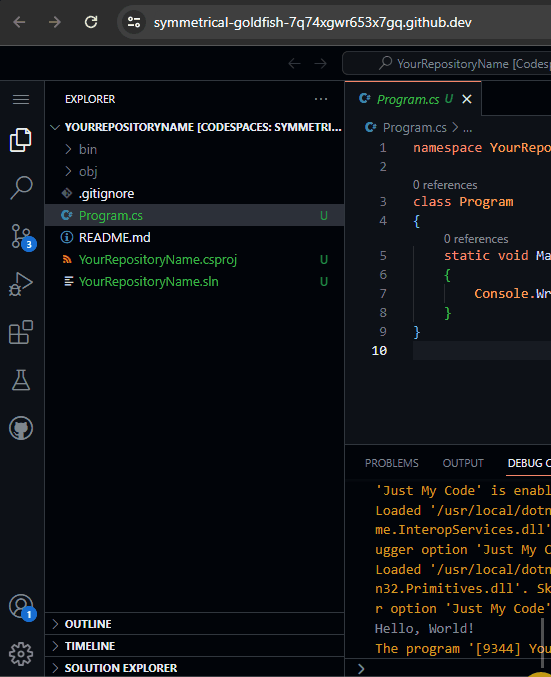 symmetrical-goldfish-7q74xgwr653x7gq.github.dev
YourRepositoryName [Codesp
EXPLORER
YOURREPOSITORYNAME [CODESPACES: SYMMETRI...
bin
obj
.gitignore
Program.cs U
README.md
YourRepositoryName.csproj U
YourRepositoryName.sln U
3
1
OUTLINE
TIMELINE
SOLUTION EXPLORER
Program.cs U
Program.cs > ...
1 namespace YourRepo
2
0 references
3 class Program
4 {
0 references
5 static void Ma
6 {
7 Console.Wr
8 }
9 }
10
PROBLEMS OUTPUT DEBUG C
'Just My Code' is enabl
Loaded '/usr/local/dotn
me.InteropServices.dll'
ugger option 'Just My C
Loaded '/usr/local/dotn
n32.Primitives.dll'. Sk
r option 'Just My Code'
Hello, World!
The program '[9344] You
>